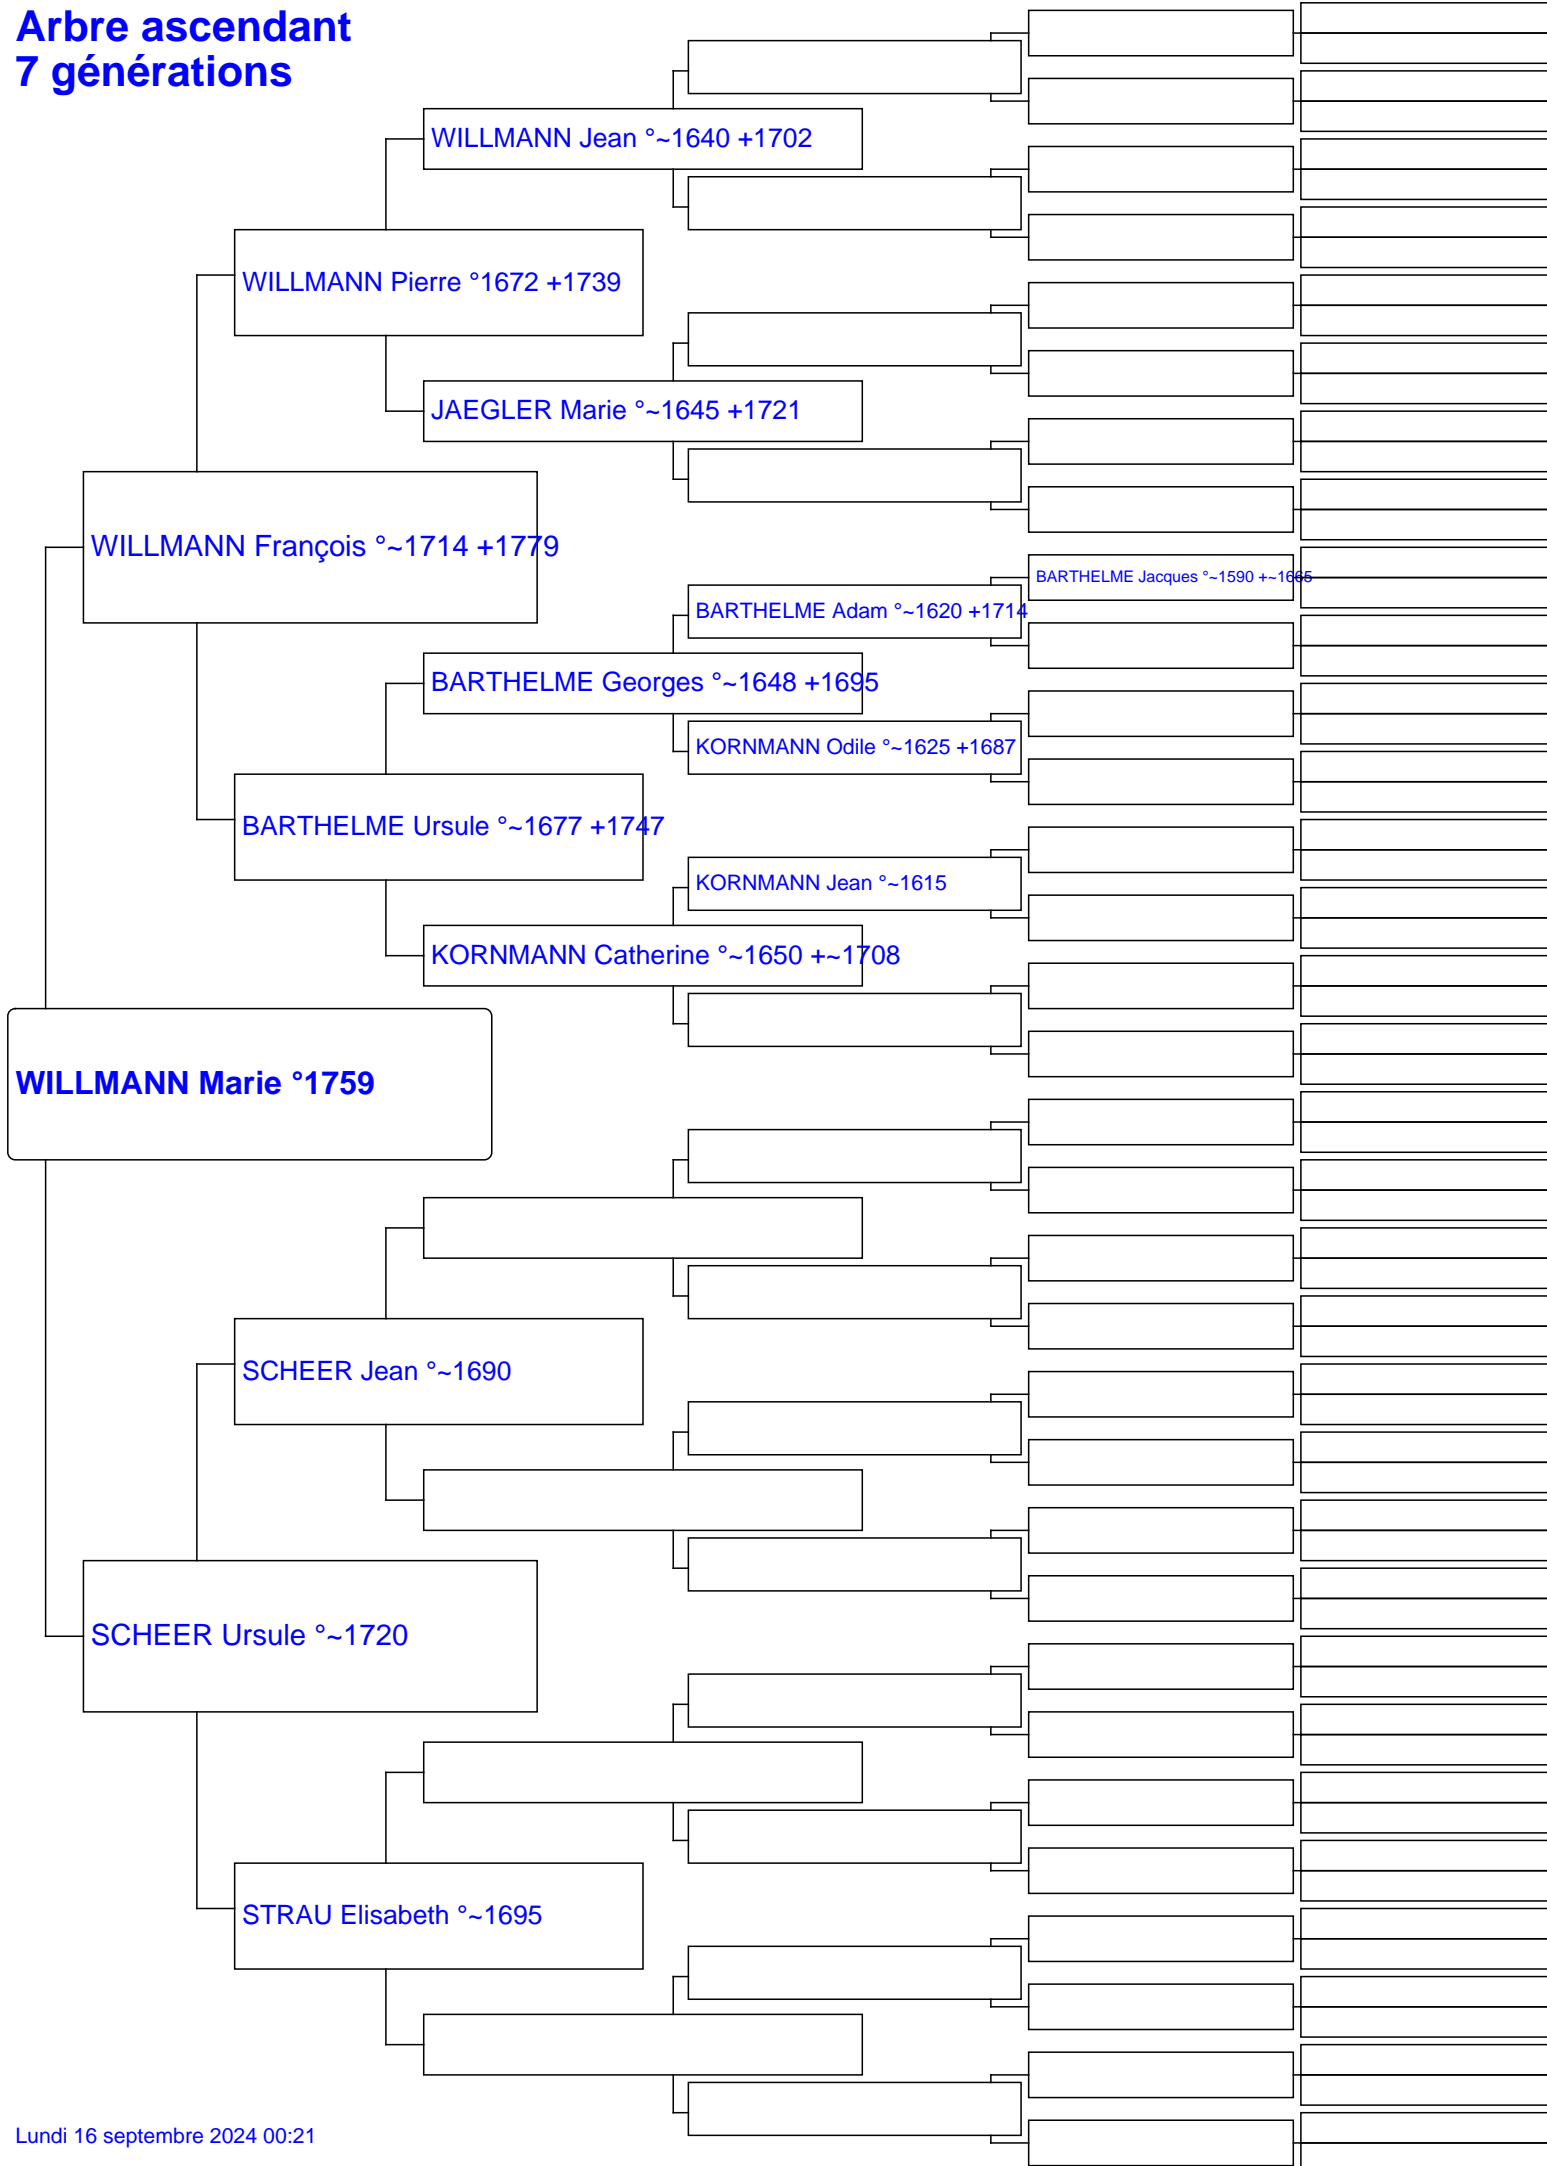 Arbre ascendant
7 générations
WILLMANN Jean °~1640 +1702
WILLMANN Pierre °1672 +1739
JAEGLER Marie °~1645 +1721
WILLMANN François °~1714 +1779
BARTHELME Jacques °~1590 +~1665
BARTHELME Adam °~1620 +1714
BARTHELME Georges °~1648 +1695
KORNMANN Odile °~1625 +1687
BARTHELME Ursule °~1677 +1747
KORNMANN Jean °~1615
KORNMANN Catherine °~1650 +~1708
WILLMANN Marie °1759
SCHEER Jean °~1690
SCHEER Ursule °~1720
STRAU Elisabeth °~1695
Lundi 16 septembre 2024 00:21